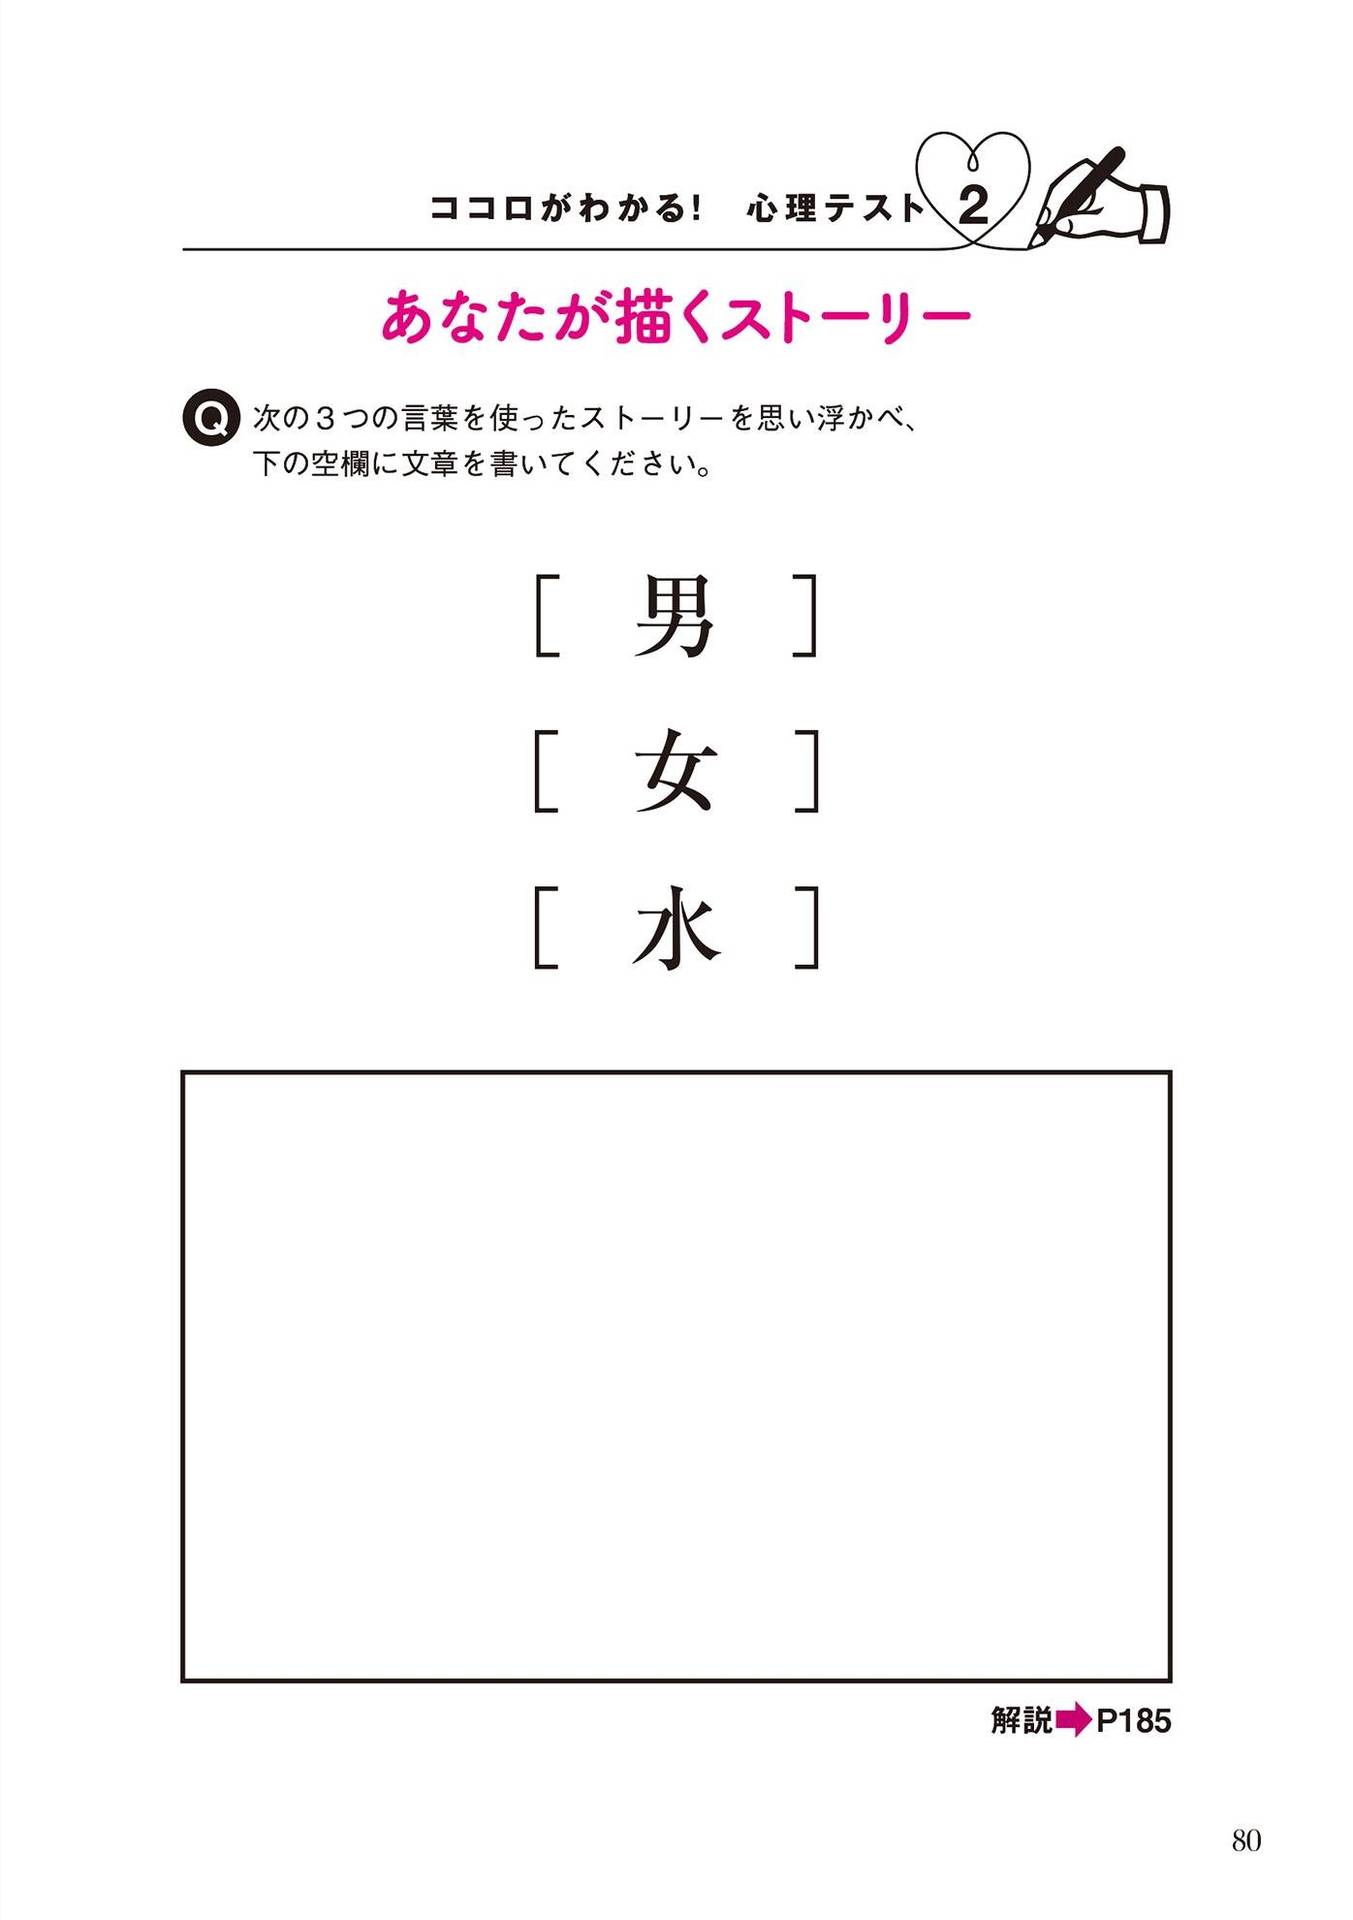 ココロがわかる！　心理テスト 2
あなたが描くストーリー
Q 次の３つの言葉を使ったストーリーを思い浮かべ、
下の空欄に文章を書いてください。
［ 男 ］
［ 女 ］
［ 水 ］
解説➡P185
80